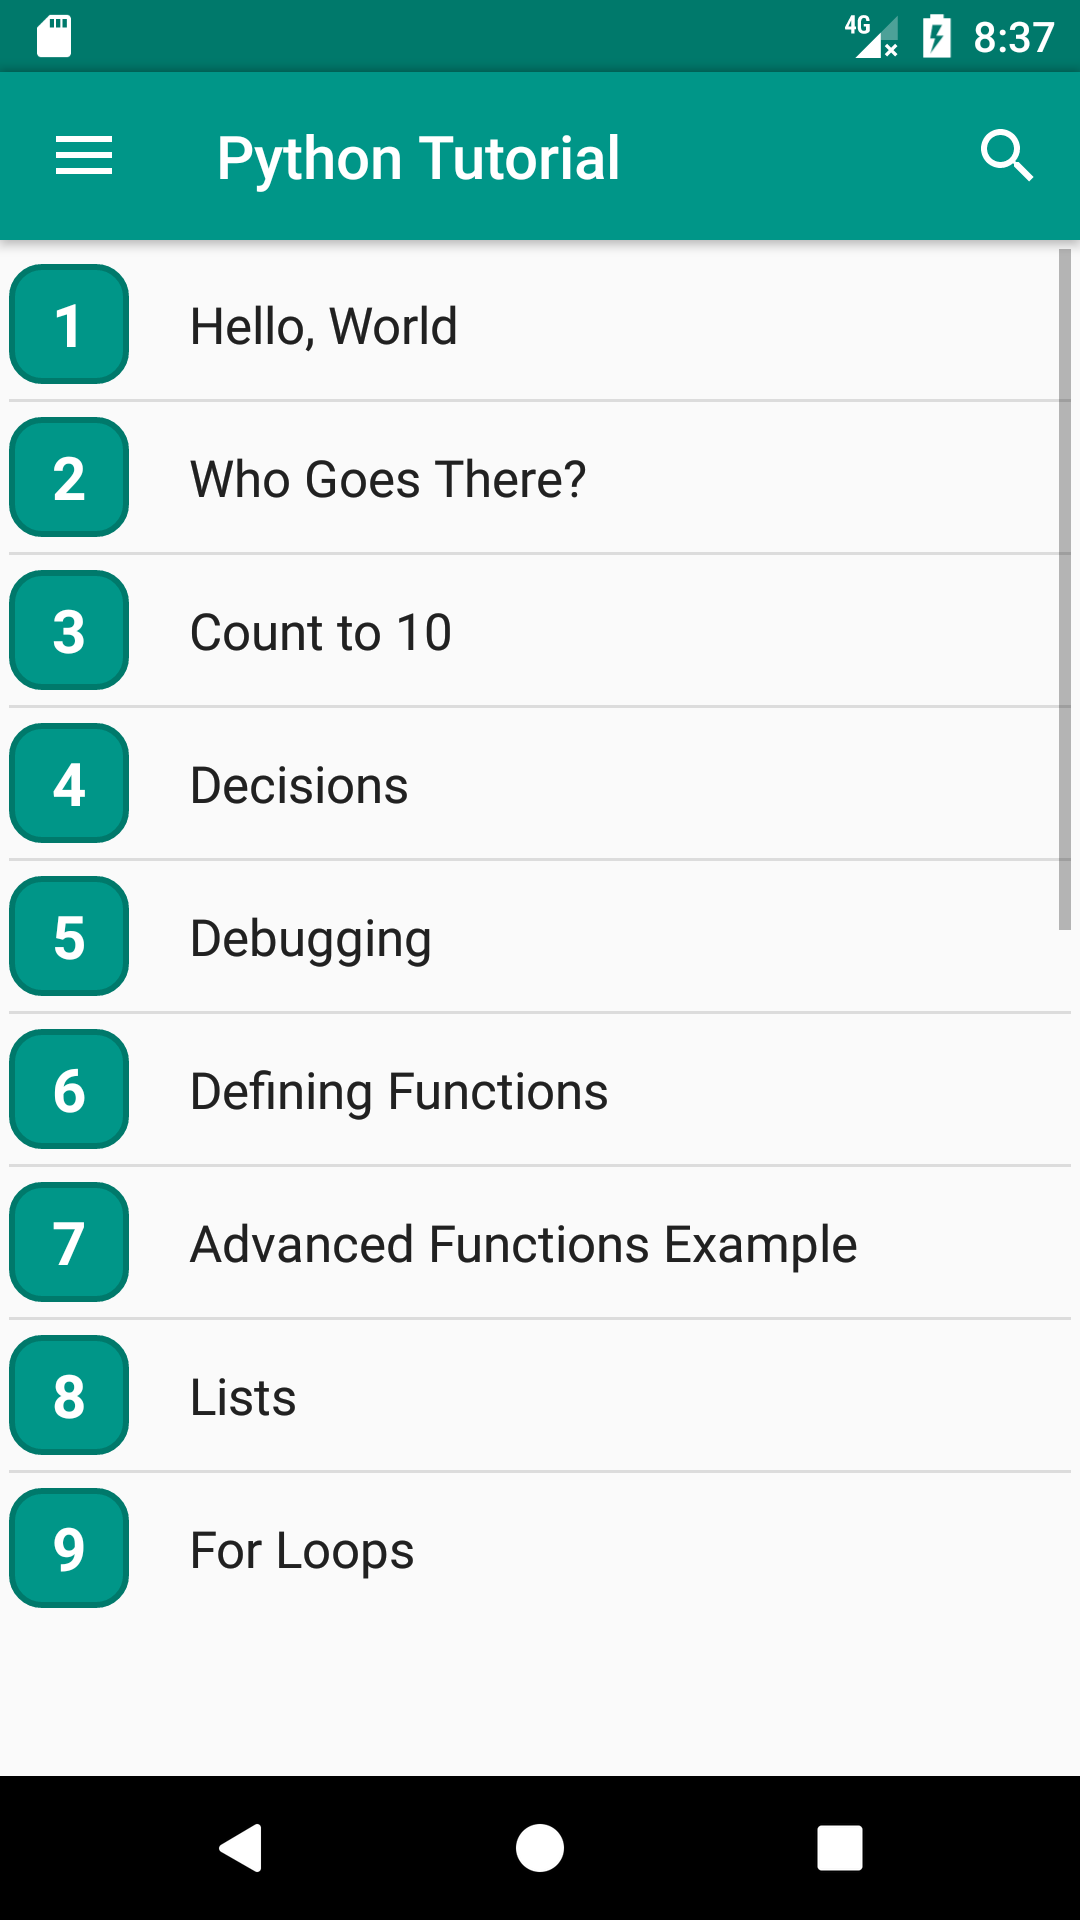 4G 8:37
Python Tutorial
1 Hello, World
2 Who Goes There?
3 Count to 10
4 Decisions
5 Debugging
6 Defining Functions
7 Advanced Functions Example
8 Lists
9 For Loops